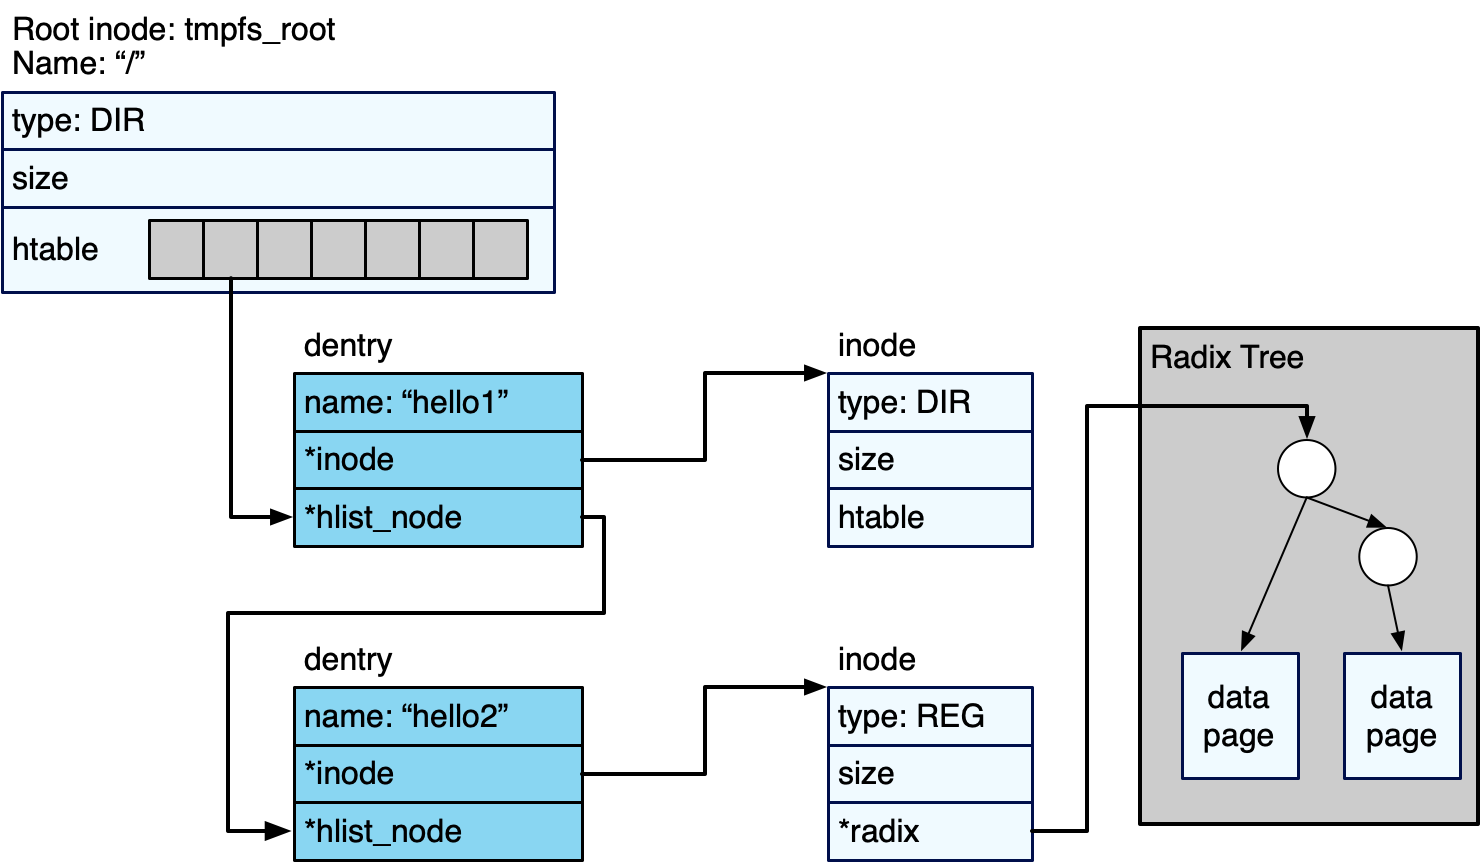 Root inode: tmpfs_root
Name: “/”
type: DIR
size
htable
dentry
name: “hello1”
*inode
*hlist_node
inode
type: DIR
size
htable
dentry
name: “hello2”
*inode
*hlist_node
inode
type: REG
size
*radix
Radix Tree
data
page
data
page